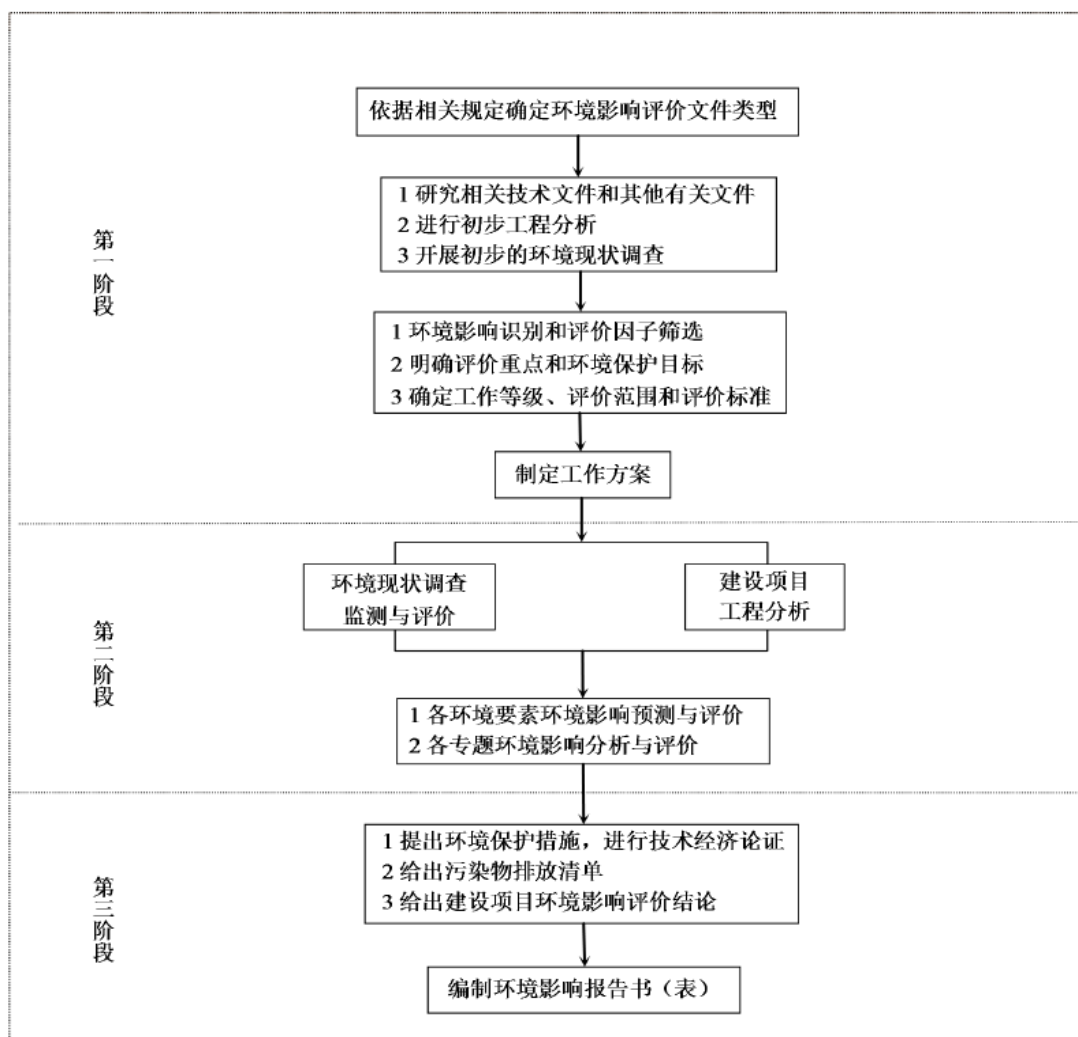 依据相关规定确定环境影响评价文件类型
1 研究相关技术文件和其他有关文件
2 进行初步工程分析
3 开展初步的环境现状调查
第一阶段
1 环境影响识别和评价因子筛选
2 明确评价重点和环境保护目标
3 确定工作等级、评价范围和评价标准
制定工作方案
环境现状调查
监测与评价
建设项目
工程分析
第二阶段
1 各环境要素环境影响预测与评价
2 各专题环境影响分析与评价
1 提出环境保护措施，进行技术经济论证
2 给出污染物排放清单
3 给出建设项目环境影响评价结论
第三阶段
编制环境影响报告书（表）